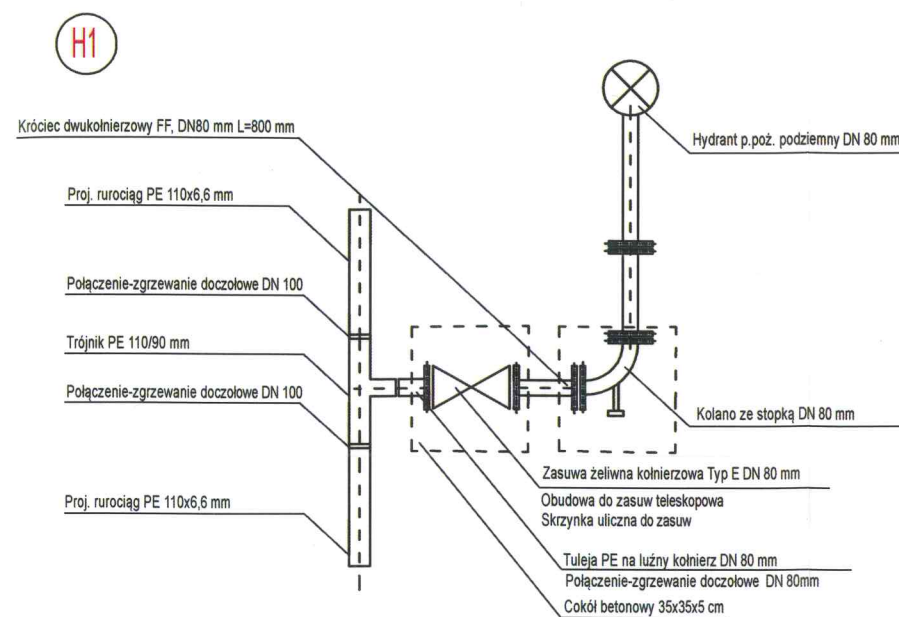 H1
Króciec dwukołnierzowy FF, DN80 mm L=800 mm
Hydrant p.poż. podziemny DN 80 mm
Proj. rurociąg PE 110x6,6 mm
Połączenie-zgrzewanie doczołowe DN 100
Trójnik PE 110/90 mm
Połączenie-zgrzewanie doczołowe DN 100
Kolano ze stopką DN 80 mm
Zasuwa żeliwna kołnierzowa Typ E DN 80 mm
Obudowa do zasuw teleskopowa
Skrzynka uliczna do zasuw
Proj. rurociąg PE 110x6,6 mm
Tuleja PE na luźny kołnierz DN 80 mm
Połączenie-zgrzewanie doczołowe DN 80mm
Cokół betonowy 35x35x5 cm